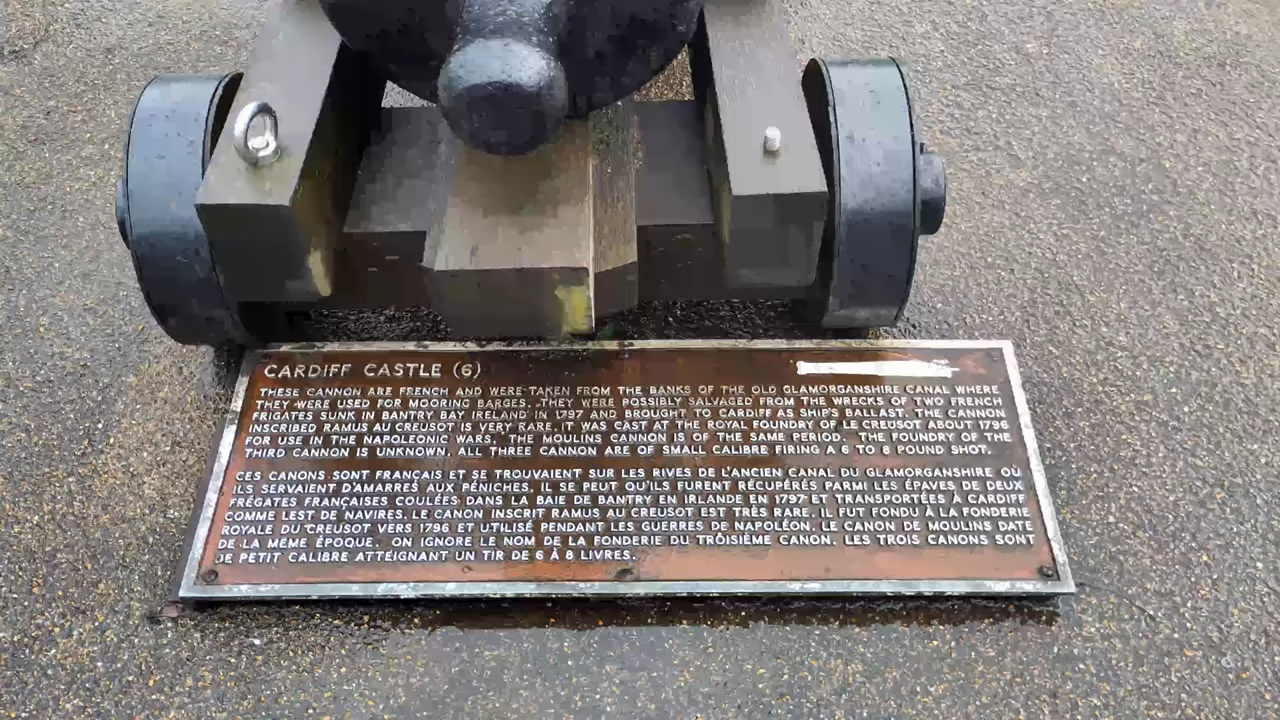 CARDIFF CASTLE (6)
THESE CANNON ARE FRENCH AND WERE TAKEN FROM THE BANKS OF THE OLD GLAMORGANSHIRE CANAL WHERE
THEY WERE USED FOR MOORING BARGES. THEY WERE POSSIBLY SALVAGED FROM THE WRECKS OF TWO FRENCH
FRIGATES SUNK IN BANTRY BAY IRELAND IN 1797 AND BROUGHT TO CARDIFF AS SHIP'S BALLAST. THE CANNON
INSCRIBED RAMUS AU CREUSOT IS VERY RARE. IT WAS CAST AT THE ROYAL FOUNDRY OF LE CREUSOT ABOUT 1796
FOR USE IN THE NAPOLEONIC WARS. THE MOULINS CANNON IS OF THE SAME PERIOD. THE FOUNDRY OF THE
THIRD CANNON IS UNKNOWN. ALL THREE CANNON ARE OF SMALL CALIBRE FIRING A 6 TO 8 POUND SHOT.
CES CANONS SONT FRANÇAIS ET SE TROUVAIENT SUR LES RIVES DE L'ANCIEN CANAL DU GLAMORGANSHIRE OÙ
ILS SERVAIENT D'AMARRES AUX PÉNICHES. IL SE PEUT QU'ILS FURENT RÉCUPÉRÉS PARMI LES ÉPAVES DE DEUX
FRÉGATES FRANÇAISES COULÉES DANS LA BAIE DE BANTRY EN IRLANDE EN 1797 ET TRANSPORTÉES À CARDIFF
COMME LEST DE NAVIRES. LE CANON INSCRIT RAMUS AU CREUSOT EST TRÈS RARE. IL FUT FONDU À LA FONDERIE
ROYALE DU CREUSOT VERS 1796 ET UTILISÉ PENDANT LES GUERRES DE NAPOLÉON. LE CANON DE MOULINS DATE
DE LA MÊME ÉPOQUE. ON IGNORE LE NOM DE LA FONDERIE DU TROISIÈME CANON. LES TROIS CANONS SONT
DE PETIT CALIBRE ATTEIGNANT UN TIR DE 6 À 8 LIVRES.